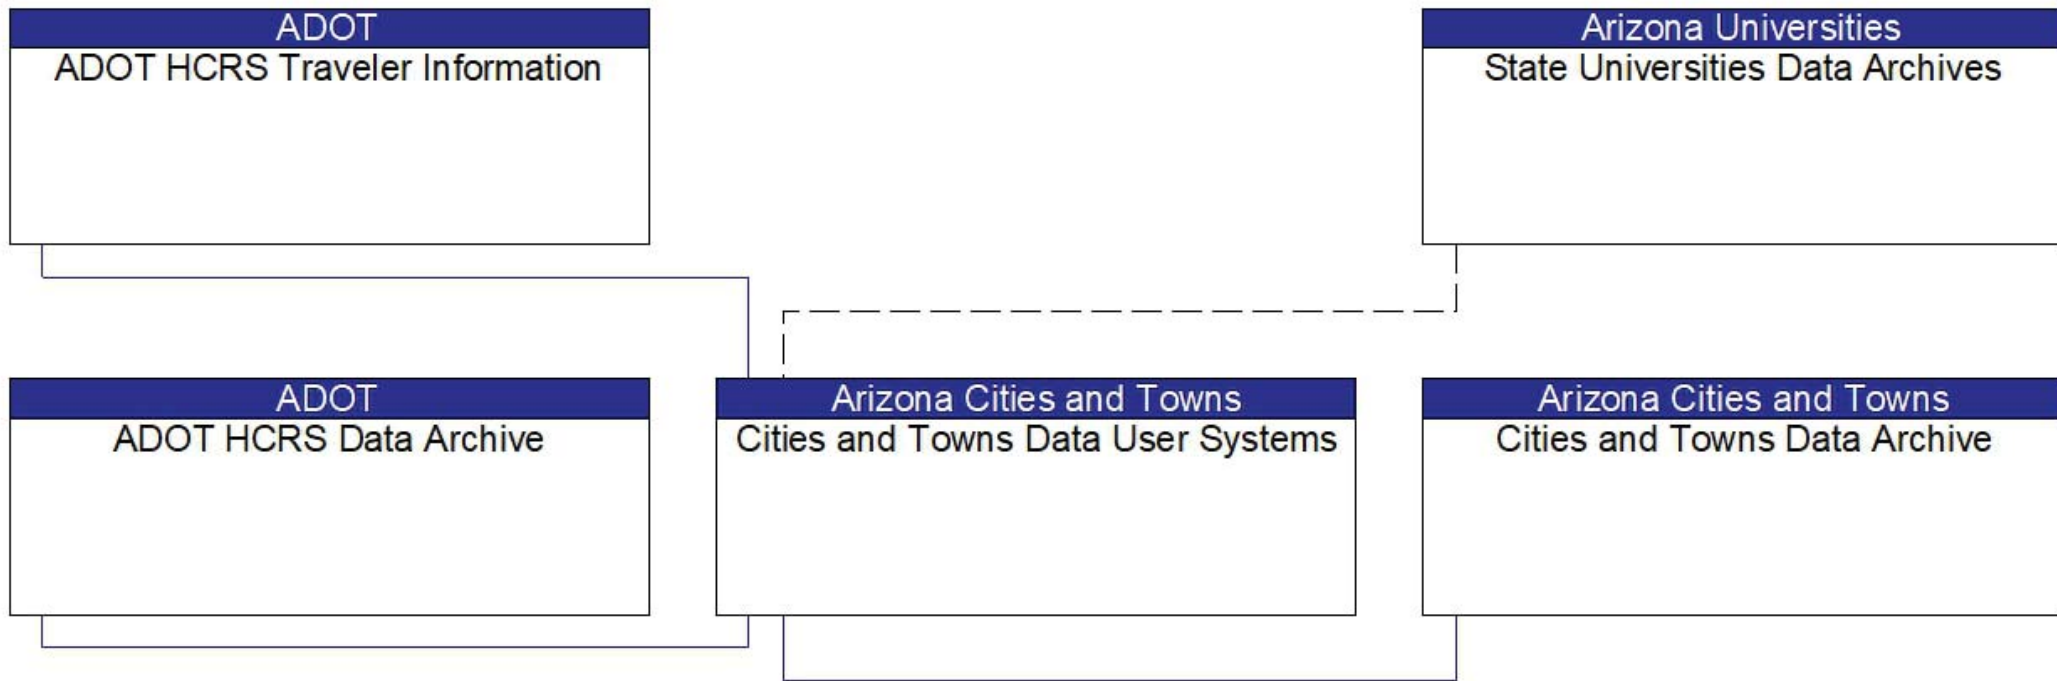 ADOT
ADOT HCRS Traveler Information
Arizona Universities
State Universities Data Archives
ADOT
ADOT HCRS Data Archive
Arizona Cities and Towns
Cities and Towns Data User Systems
Arizona Cities and Towns
Cities and Towns Data Archive